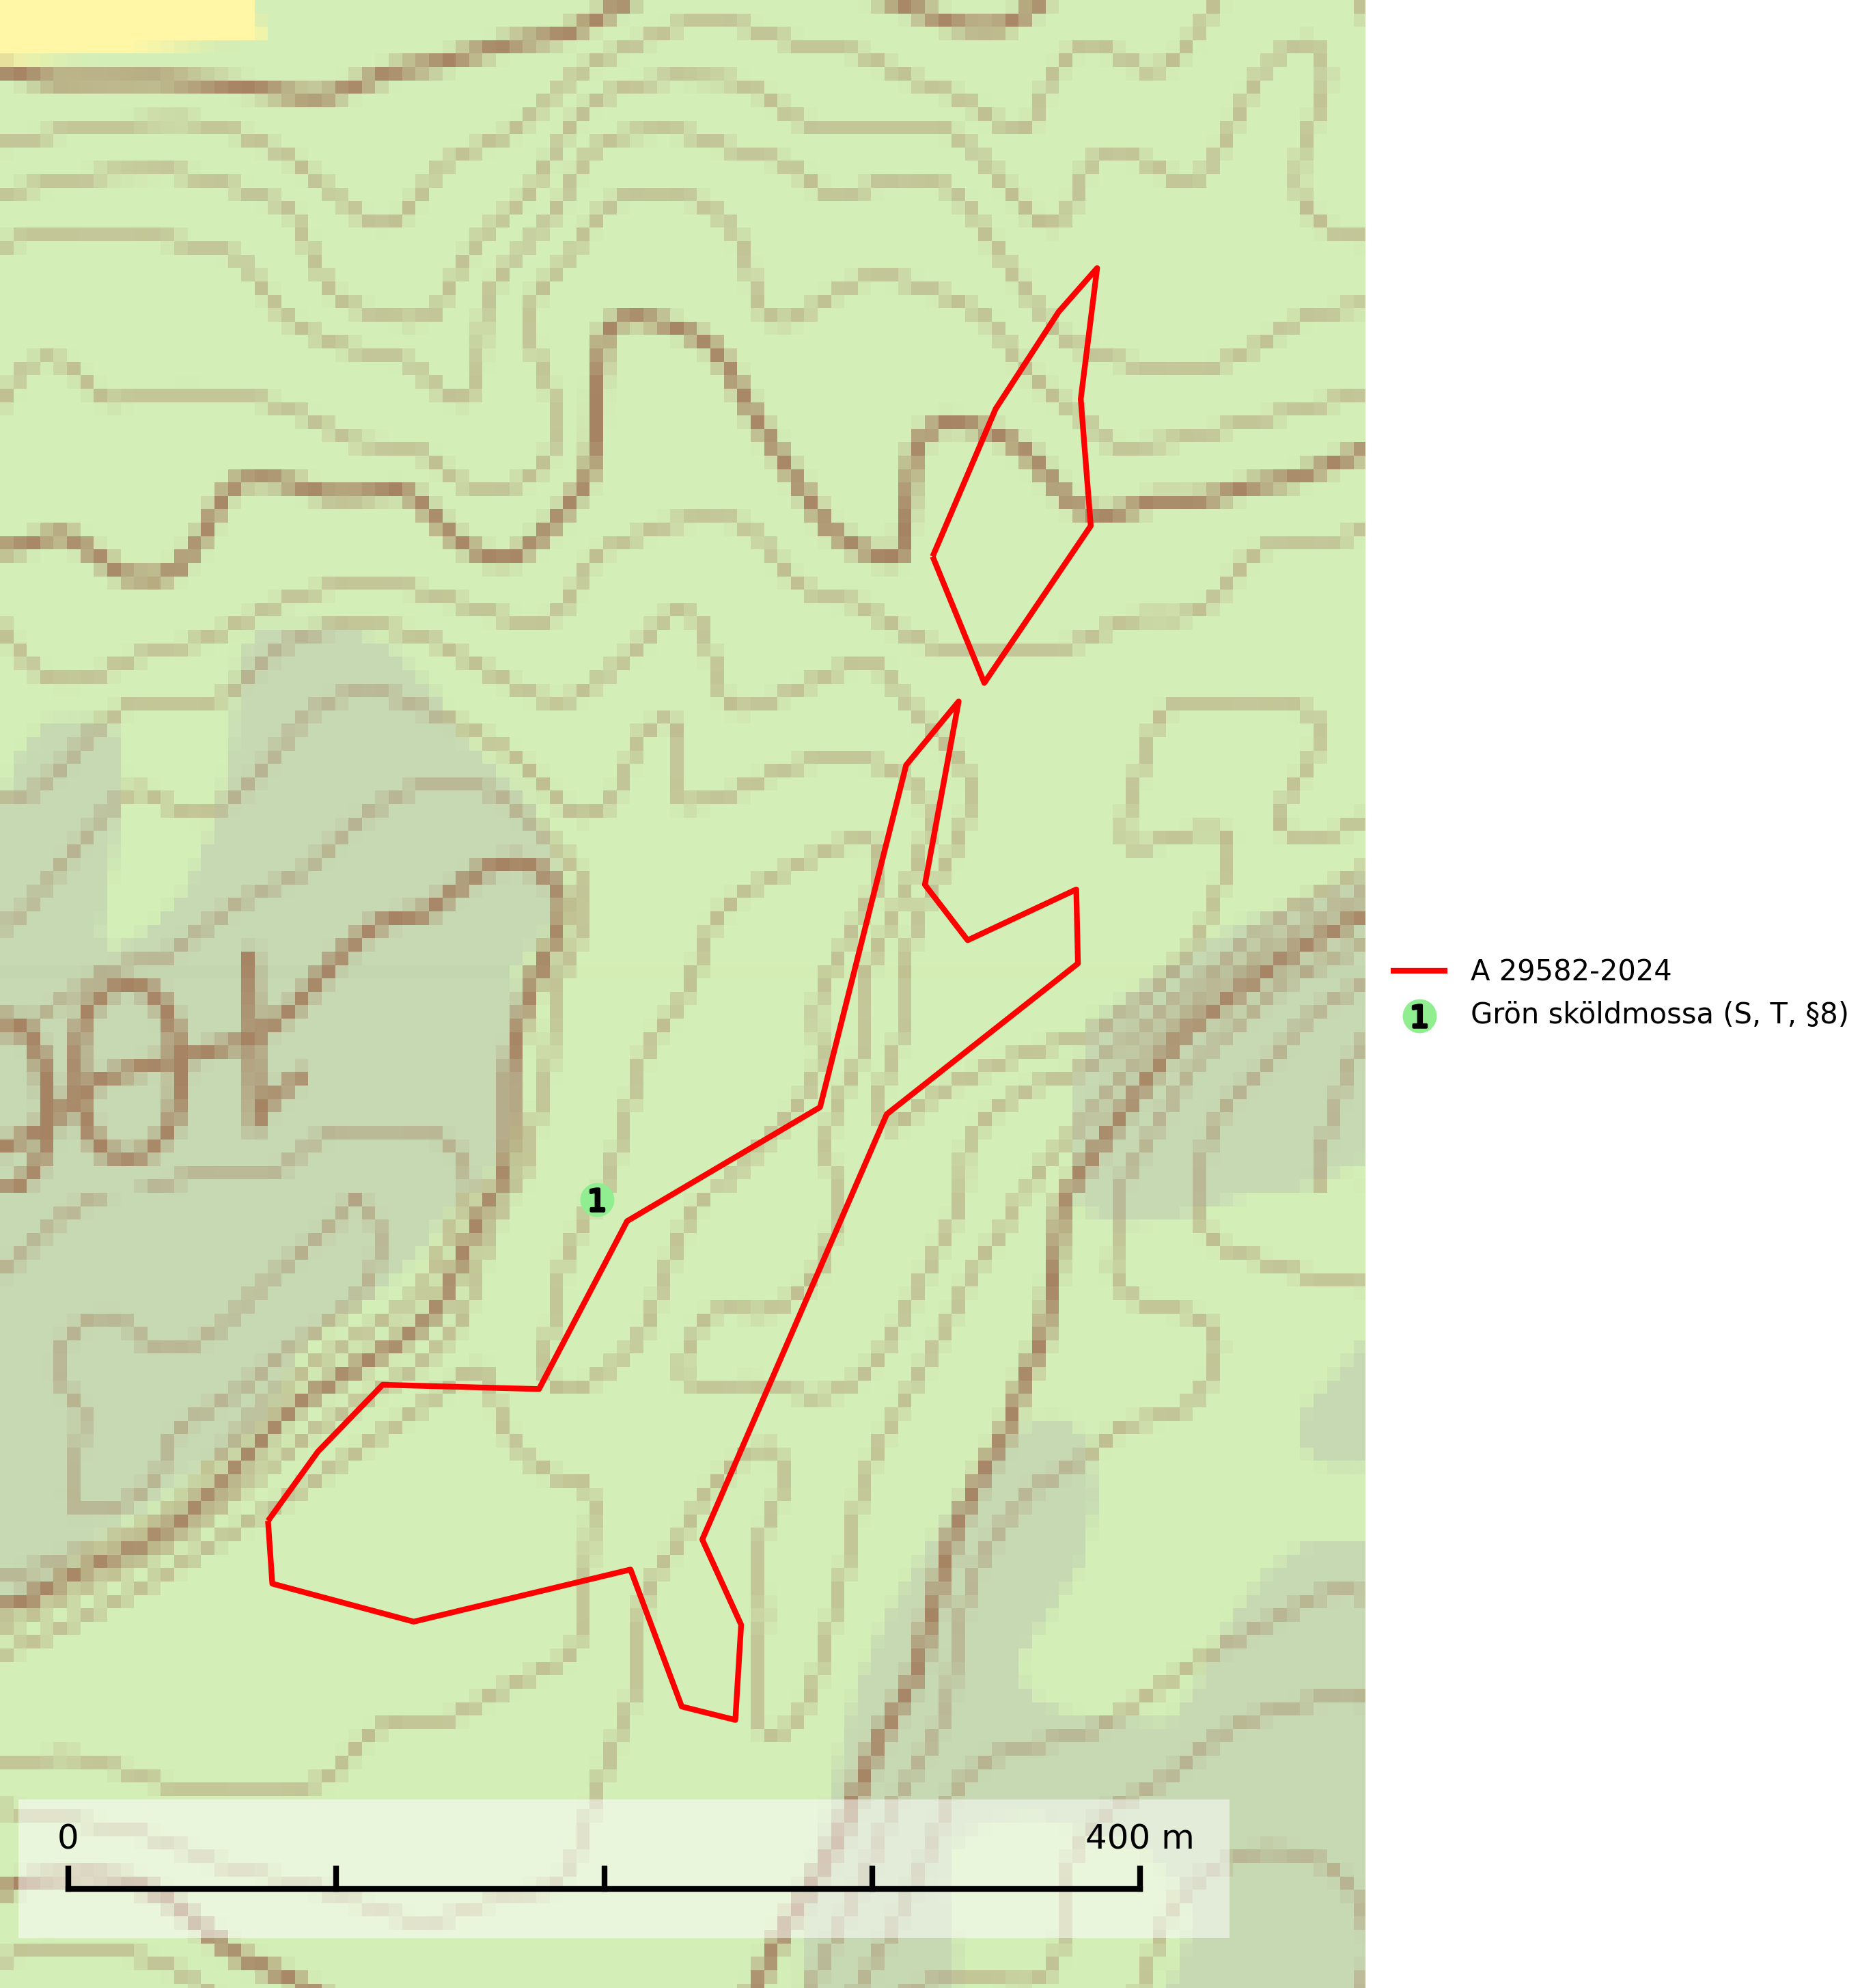 A 29582-2024
1 Grön sköldmossa (S, T, §8)
1
0 400 m